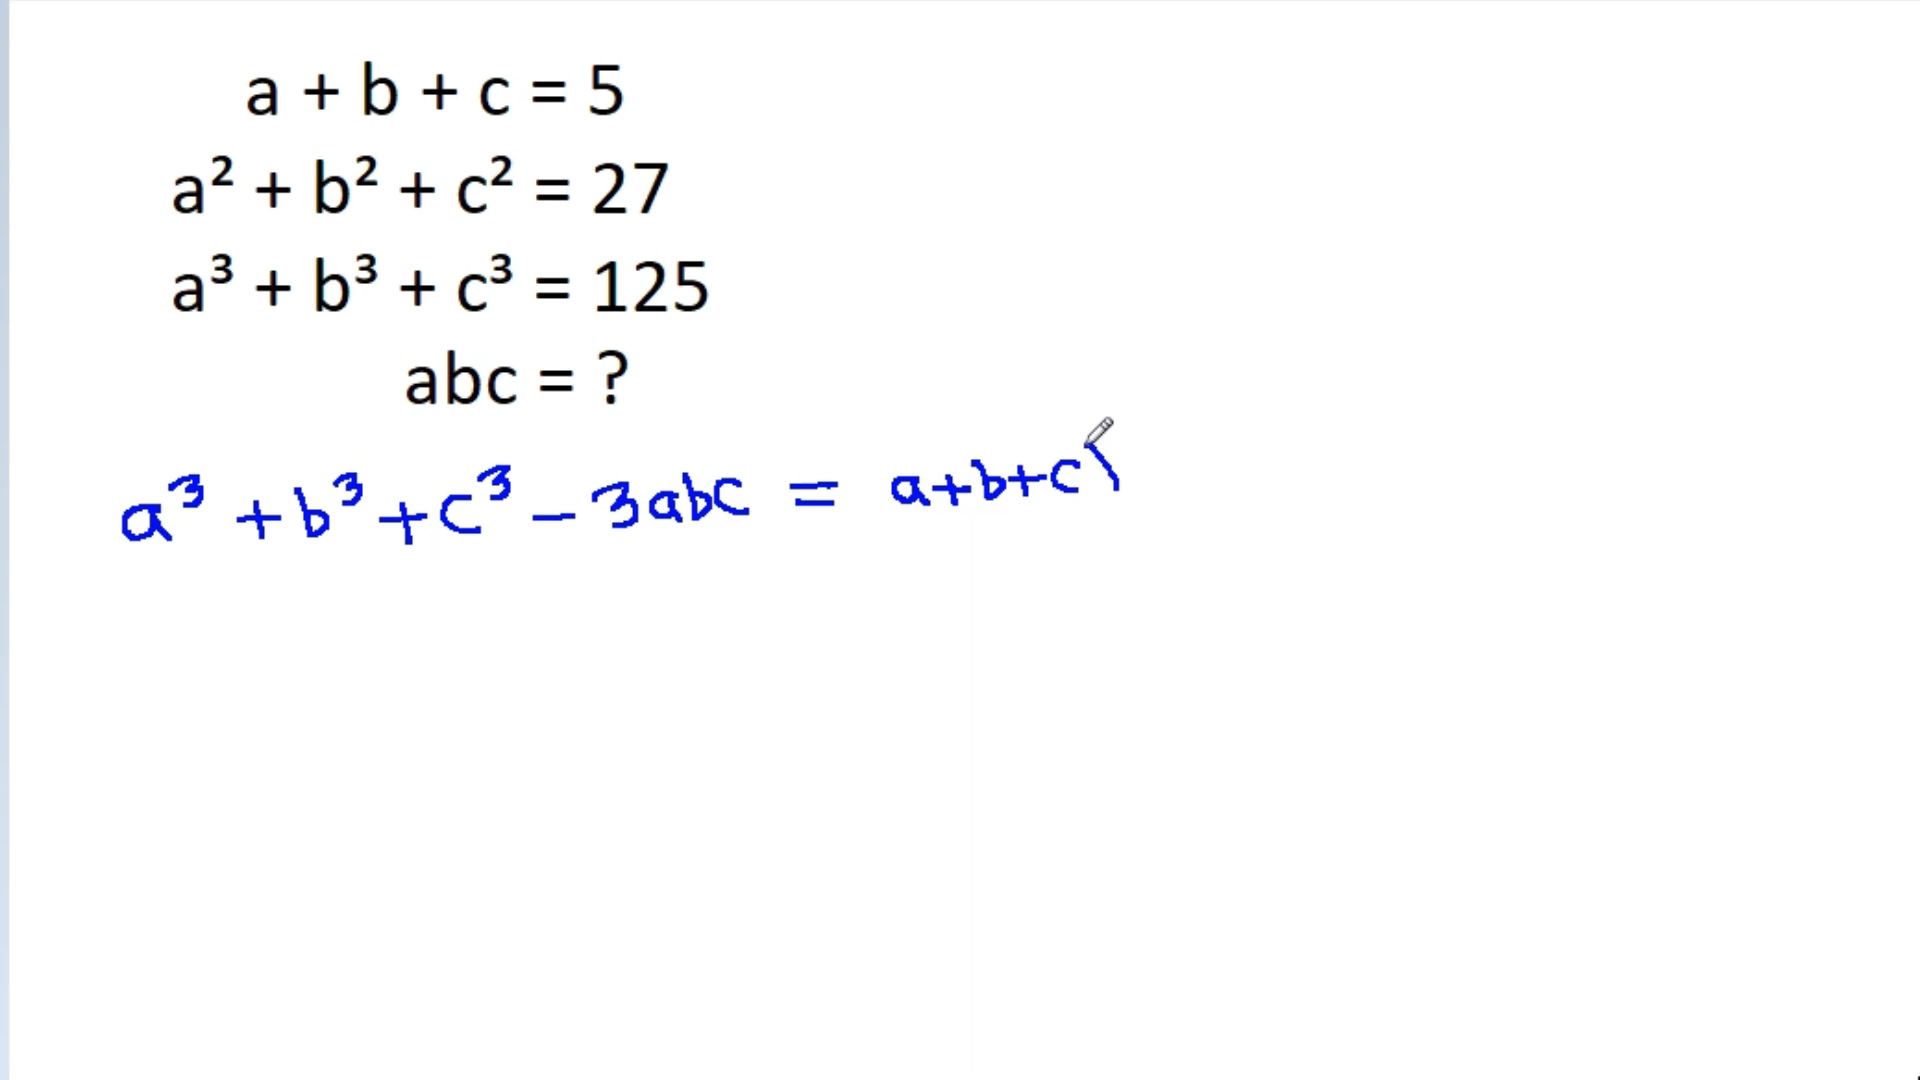 a + b + c = 5
a² + b² + c² = 27
a³ + b³ + c³ = 125
abc = ?
a³ + b³ + c³ - 3abc = a+b+c)